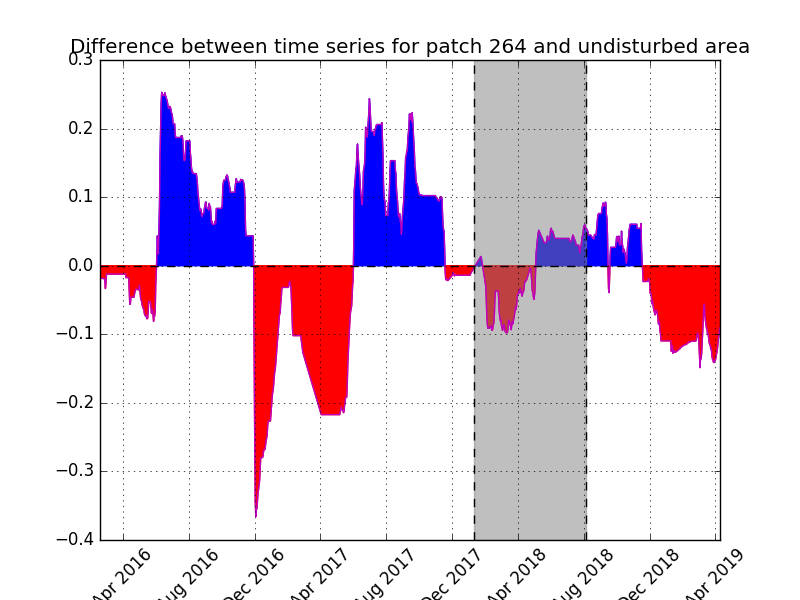 Difference between time series for patch 264 and undisturbed area
0.3
0.2
0.1
0.0
−0.1
−0.2
−0.3
−0.4
Apr 2016
Aug 2016
Dec 2016
Apr 2017
Aug 2017
Dec 2017
Apr 2018
Aug 2018
Dec 2018
Apr 2019